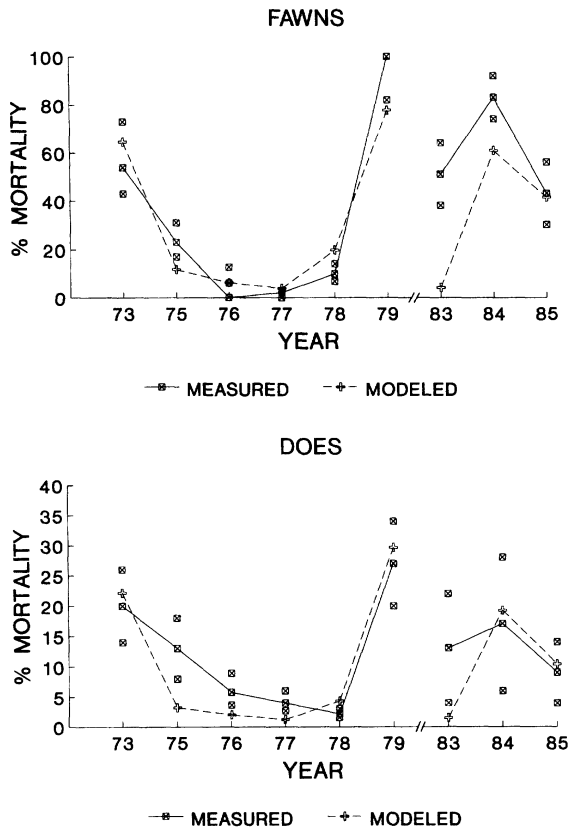 FAWNS
% MORTALITY
100
80
60
40
20
0
73 75 76 77 78 79 83 84 85
YEAR
MEASURED MODELED
DOES
% MORTALITY
40
35
30
25
20
15
10
5
0
73 75 76 77 78 79 83 84 85
YEAR
MEASURED MODELED